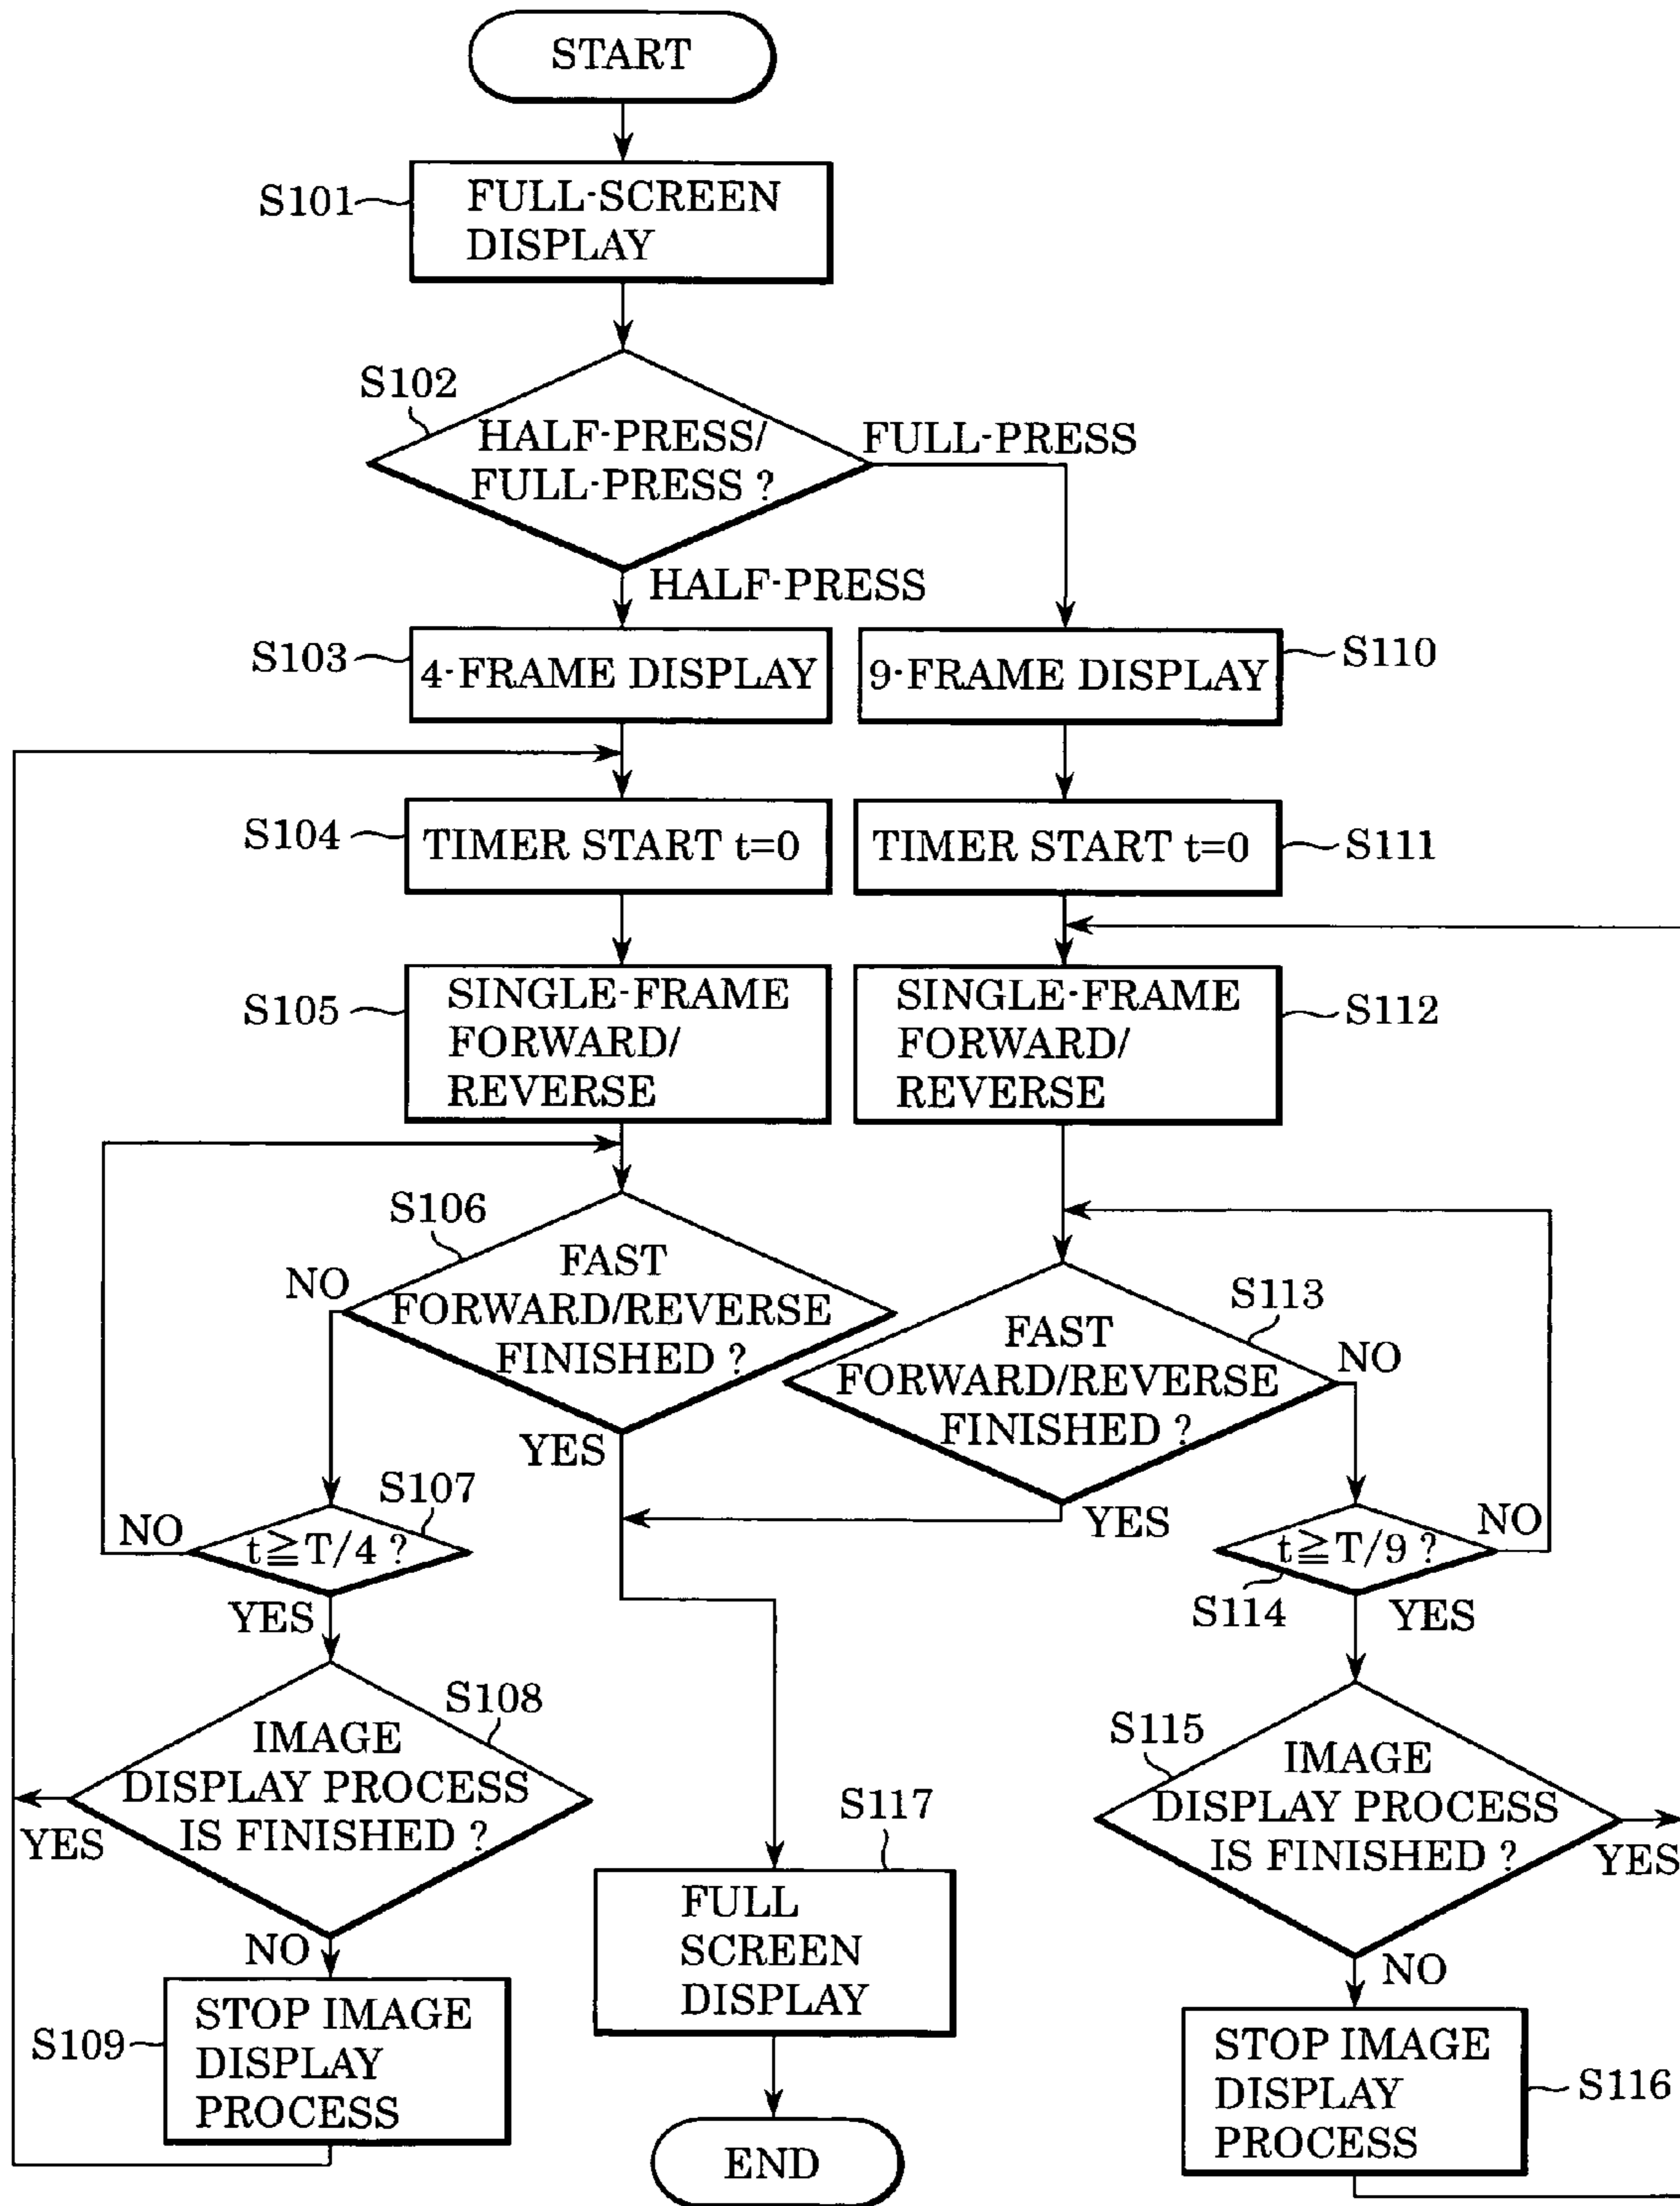 START
S101
FULL-SCREEN
DISPLAY
S102
HALF-PRESS/
FULL-PRESS ?
FULL-PRESS
HALF-PRESS
S103
4-FRAME DISPLAY
9-FRAME DISPLAY
S110
S104
TIMER START t=0
TIMER START t=0
S111
S105
SINGLE-FRAME
FORWARD/
REVERSE
SINGLE-FRAME
FORWARD/
REVERSE
S112
S106
NO
FAST
FORWARD/REVERSE
FINISHED ?
YES
S113
FAST
FORWARD/REVERSE
FINISHED ?
NO
YES
S107
NO
t≧T/4 ?
YES
t≧T/9 ?
NO
S114
YES
S108
IMAGE
DISPLAY PROCESS
IS FINISHED ?
YES
NO
S115
IMAGE
DISPLAY PROCESS
IS FINISHED ?
YES
NO
S117
FULL
SCREEN
DISPLAY
S109
STOP IMAGE
DISPLAY
PROCESS
STOP IMAGE
DISPLAY
PROCESS
S116
END